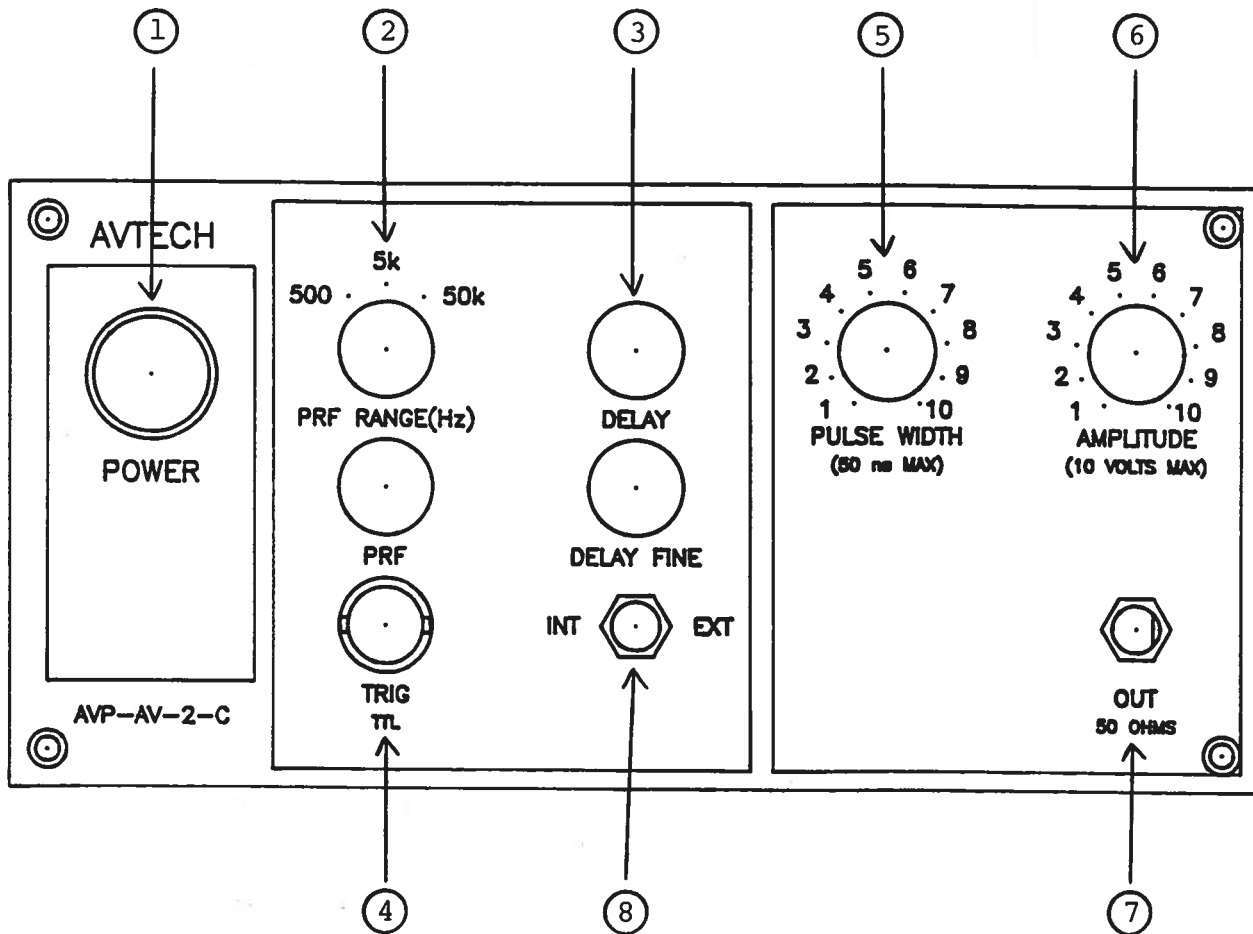 1 2 3 5 6
AVTECH
POWER
AVP-AV-2-C
500 5k 50k
PRF RANGE(Hz)
PRF
TRIG
TTL
DELAY
DELAY FINE
INT EXT
1 2 3 4 5 6 7 8 9 10
PULSE WIDTH
(50 ns MAX)
1 2 3 4 5 6 7 8 9 10
AMPLITUDE
(10 VOLTS MAX)
OUT
50 OHMS
4 8 7